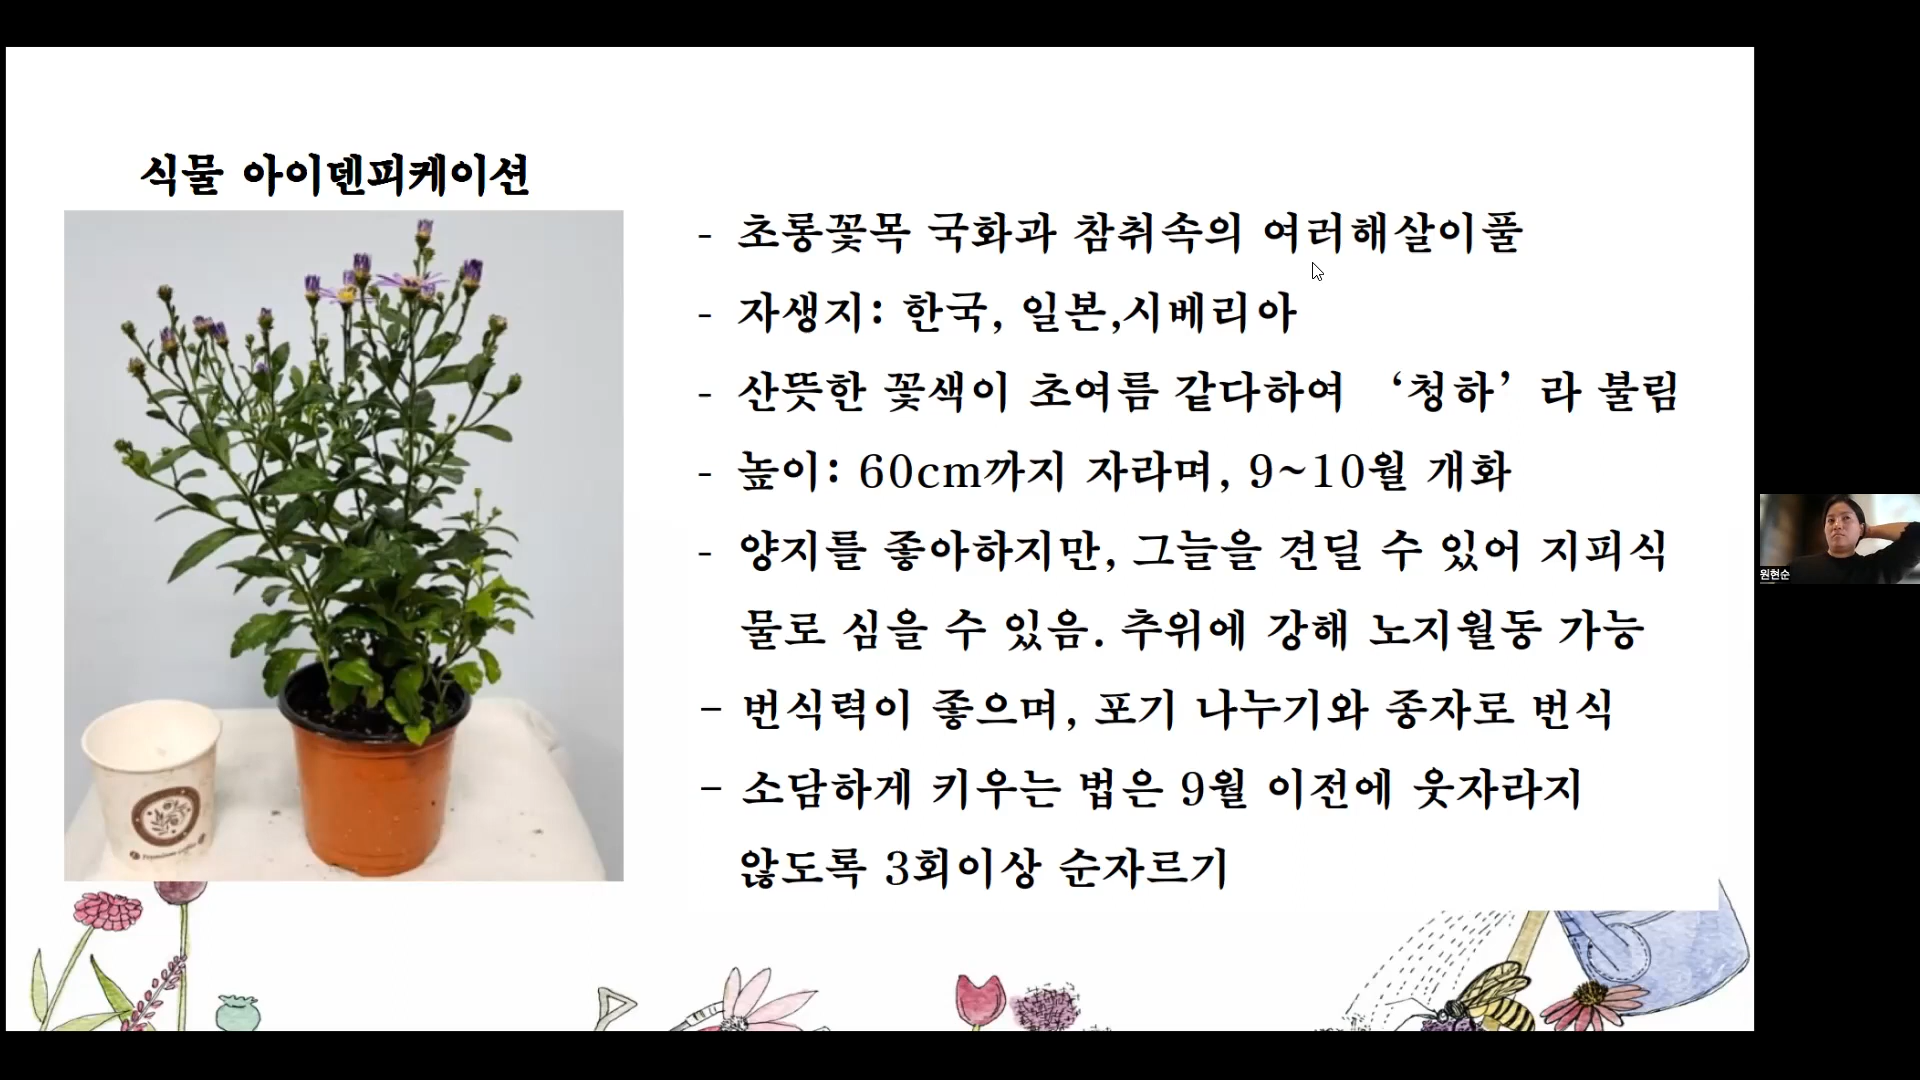 식물 아이덴피케이션
- 초롱꽃목 국화과 참취속의 여러해살이풀
- 자생지: 한국, 일본,시베리아
- 산뜻한 꽃색이 초여름 같다하여 ‘청하’라 불림
- 높이: 60cm까지 자라며, 9~10월 개화
- 양지를 좋아하지만, 그늘을 견딜 수 있어 지피식
물로 심을 수 있음. 추위에 강해 노지월동 가능
- 번식력이 좋으며, 포기 나누기와 종자로 번식
- 소담하게 키우는 법은 9월 이전에 웃자라지
않도록 3회이상 순자르기
Premium coffee
원현순